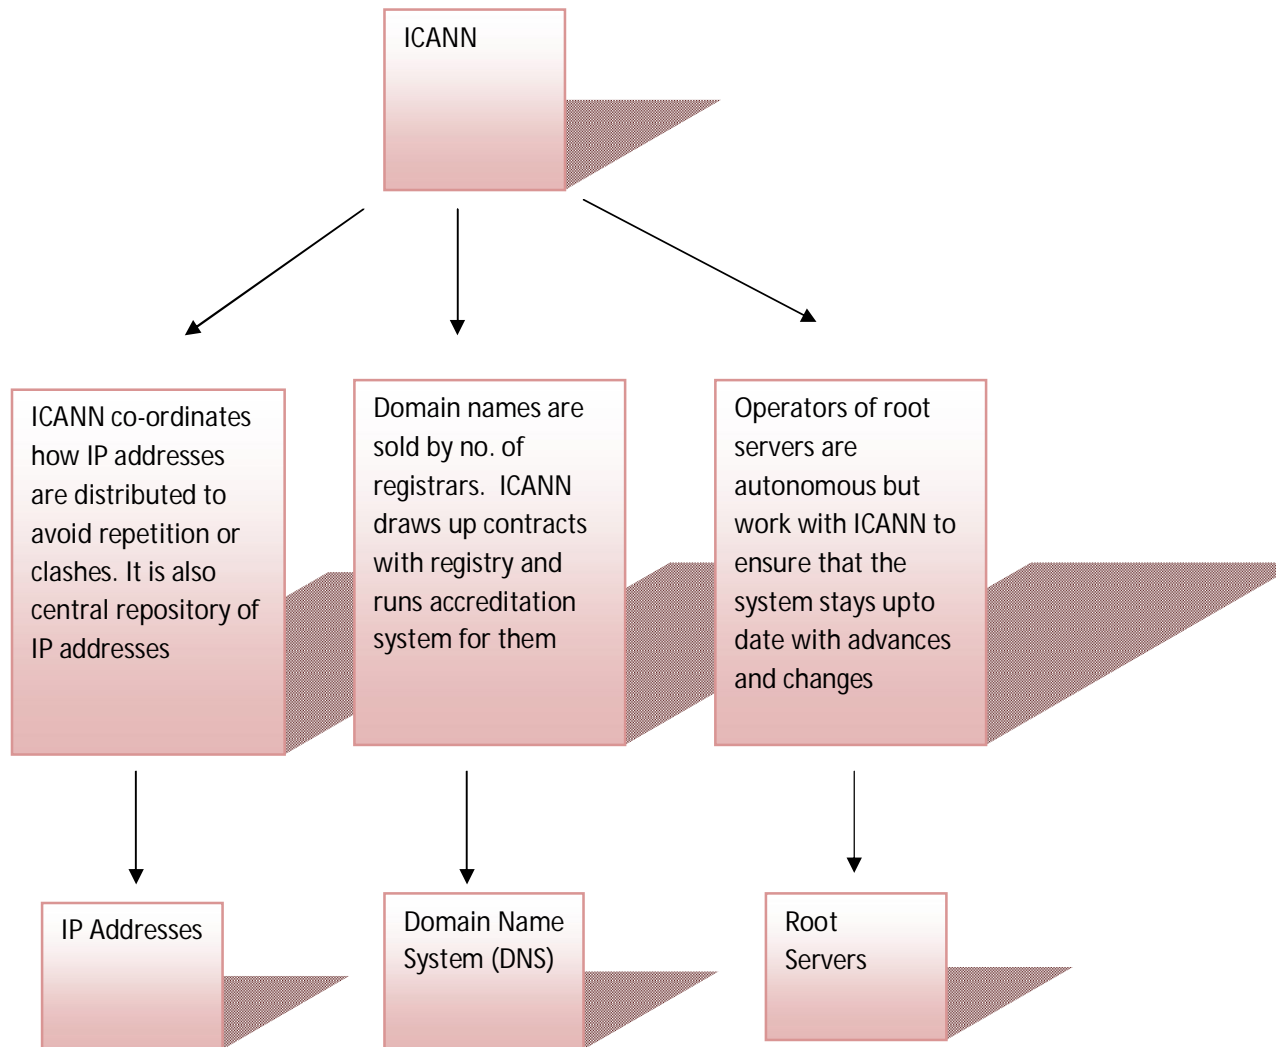 ICANN
ICANN co-ordinates
how IP addresses
are distributed to
avoid repetition or
clashes. It is also
central repository of
IP addresses
Domain names are
sold by no. of
registrars.  ICANN
draws up contracts
with registry and
runs accreditation
system for them
Operators of root
servers are
autonomous but
work with ICANN to
ensure that the
system stays upto
date with advances
and changes
IP Addresses
Domain Name
System (DNS)
Root
Servers